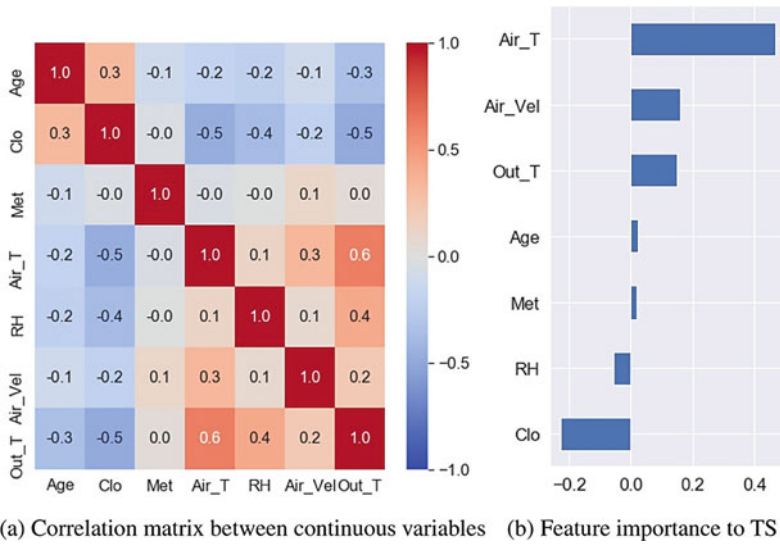 Age 1.0 0.3 -0.1 -0.2 -0.2 -0.1 -0.3
Clo 0.3 1.0 -0.0 -0.5 -0.4 -0.2 -0.5
Met -0.1 -0.0 1.0 -0.0 -0.0 0.1 0.0
Air_T -0.2 -0.5 -0.0 1.0 0.1 0.3 0.6
RH -0.2 -0.4 -0.0 0.1 1.0 0.1 0.4
Air_Vel -0.1 -0.2 0.1 0.3 0.1 1.0 0.2
Out_T -0.3 -0.5 0.0 0.6 0.4 0.2 1.0
Age Clo Met Air_T RH Air_Vel Out_T
1.0
0.5
0.0
−0.5
−1.0
(a) Correlation matrix between continuous variables
Air_T
Air_Vel
Out_T
Age
Met
RH
Clo
−0.2 0.0 0.2 0.4
(b) Feature importance to TS